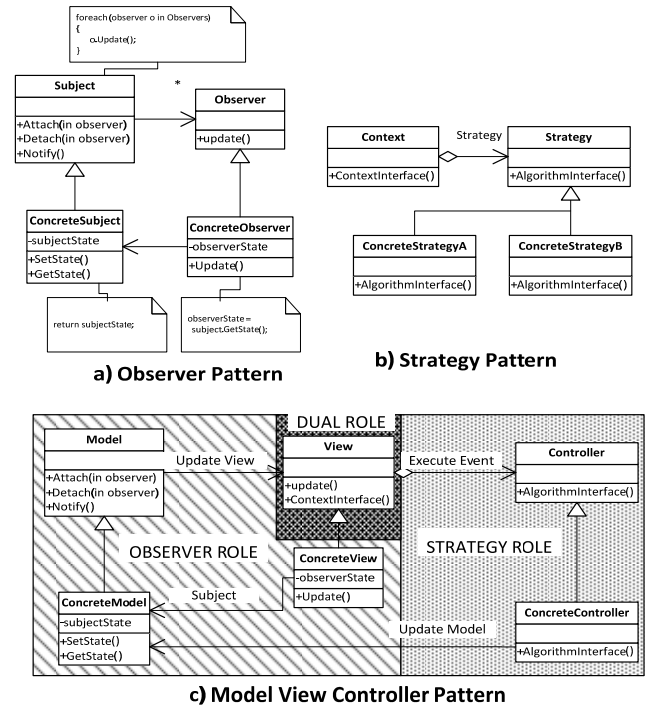 foreach(observer o in Observers)
{
o.Update();
}
Subject
+Attach(in observer)
+Detach(in observer)
+Notify()
*
Observer
+update()
ConcreteSubject
-subjectState
+SetState()
+GetState()
ConcreteObserver
-observerState
+Update()
return subjectState;
observerState =
subject.GetState();
a) Observer Pattern
Context
+ContextInterface()
Strategy
Strategy
+AlgorithmInterface()
ConcreteStrategyA
+AlgorithmInterface()
ConcreteStrategyB
+AlgorithmInterface()
b) Strategy Pattern
DUAL ROLE
Model
+Attach(in observer)
+Detach(in observer)
+Notify()
Update View
View
+update()
+ContextInterface()
Execute Event
Controller
+AlgorithmInterface()
OBSERVER ROLE
STRATEGY ROLE
ConcreteView
-observerState
+Update()
Subject
ConcreteModel
-subjectState
+SetState()
+GetState()
Update Model
ConcreteController
+AlgorithmInterface()
c) Model View Controller Pattern